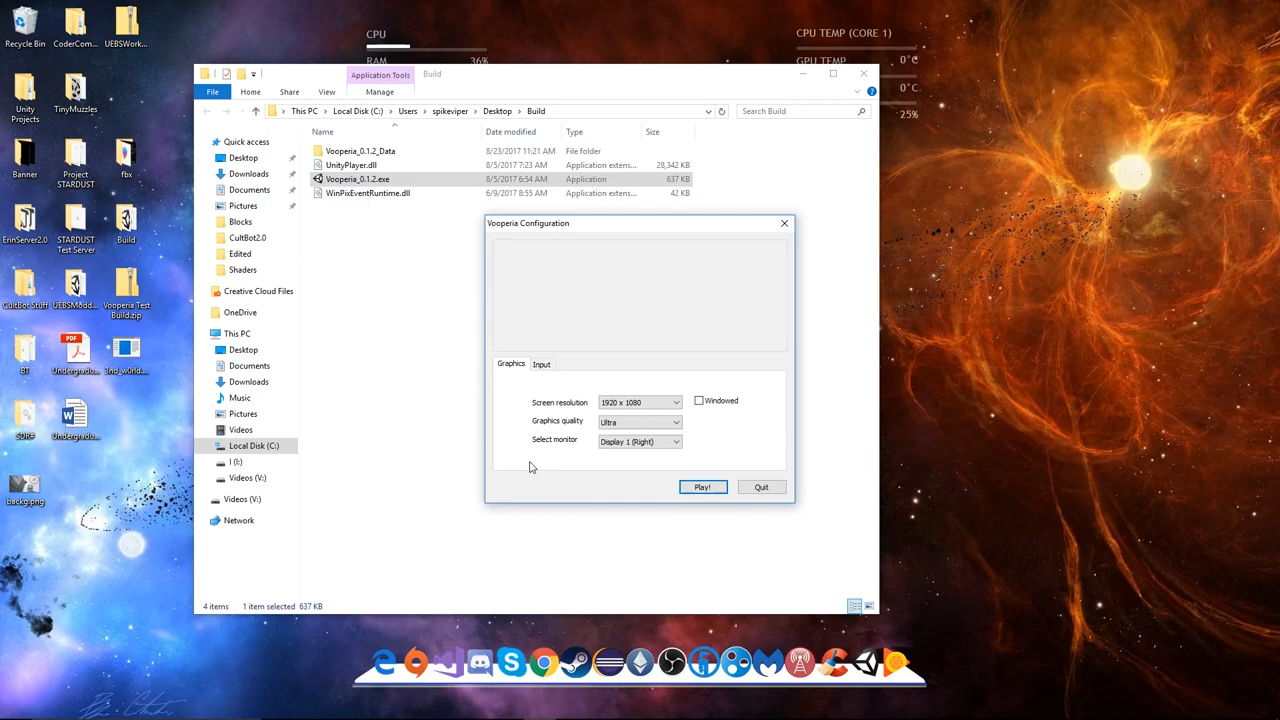 Recycle Bin
CoderCom...
UEBSWork...
Unity
Projects
TinyMuzzles
Banner
Project
STARDUST
fbx
ErinServer2.0
STARDUST
Test Server
Build
CultBot Stuff
UEBSModd...
Vooperia Test
Build.zip
BT
PDF
Undergradu...
3nd_w0rld....
SDR#
Undergradu...
backg.png
CPU
RAM
36%
CPU TEMP (CORE 1)
0°C
GPU TEMP
0°C
25%
Application Tools
Build
File
Home
Share
View
Manage
This PC
Local Disk (C:)
Users
spikeviper
Desktop
Build
Search Build
Quick access
Desktop
Downloads
Documents
Pictures
Blocks
CultBot2.0
Edited
Shaders
Creative Cloud Files
OneDrive
This PC
Desktop
Documents
Downloads
Music
Pictures
Videos
Local Disk (C:)
I (I:)
Videos (V:)
Videos (V:)
Network
Name Date modified Type Size
Vooperia_0.1.2_Data 8/23/2017 11:21 AM File folder
UnityPlayer.dll 8/5/2017 7:23 AM Application extens... 28,342 KB
Vooperia_0.1.2.exe 8/5/2017 6:54 AM Application 637 KB
WinPixEventRuntime.dll 6/9/2017 8:55 AM Application extens... 42 KB
Vooperia Configuration
Graphics
Input
Screen resolution 1920 x 1080 Windowed
Graphics quality Ultra
Select monitor Display 1 (Right)
Play!
Quit
4 items 1 item selected 637 KB